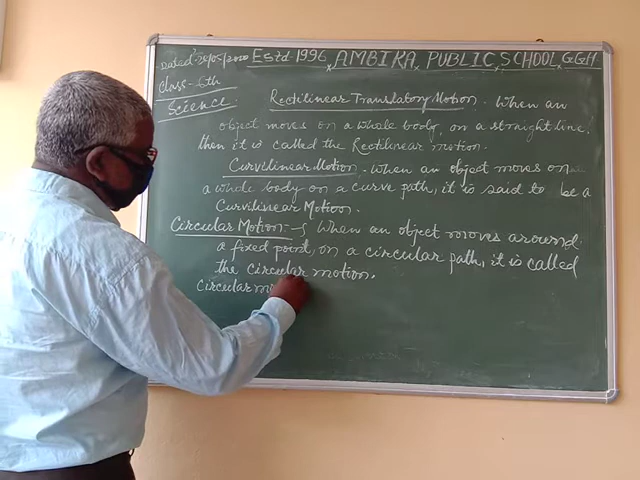 Dated 29/05/2020 Estd 1996 AMBIKA PUBLIC SCHOOL GGH
class - 6th
Science: Rectilinear Translatory Motion. When an
object moves on a whole body, on a straight line,
then it is called the Rectilinear motion.
Curvilinear Motion. When an object moves on
a whole body on a curve path, it is said to be a
Curvilinear Motion.
Circular Motion:- When an object moves around
a fixed point, on a circular path, it is called
the circular motion.
Circular